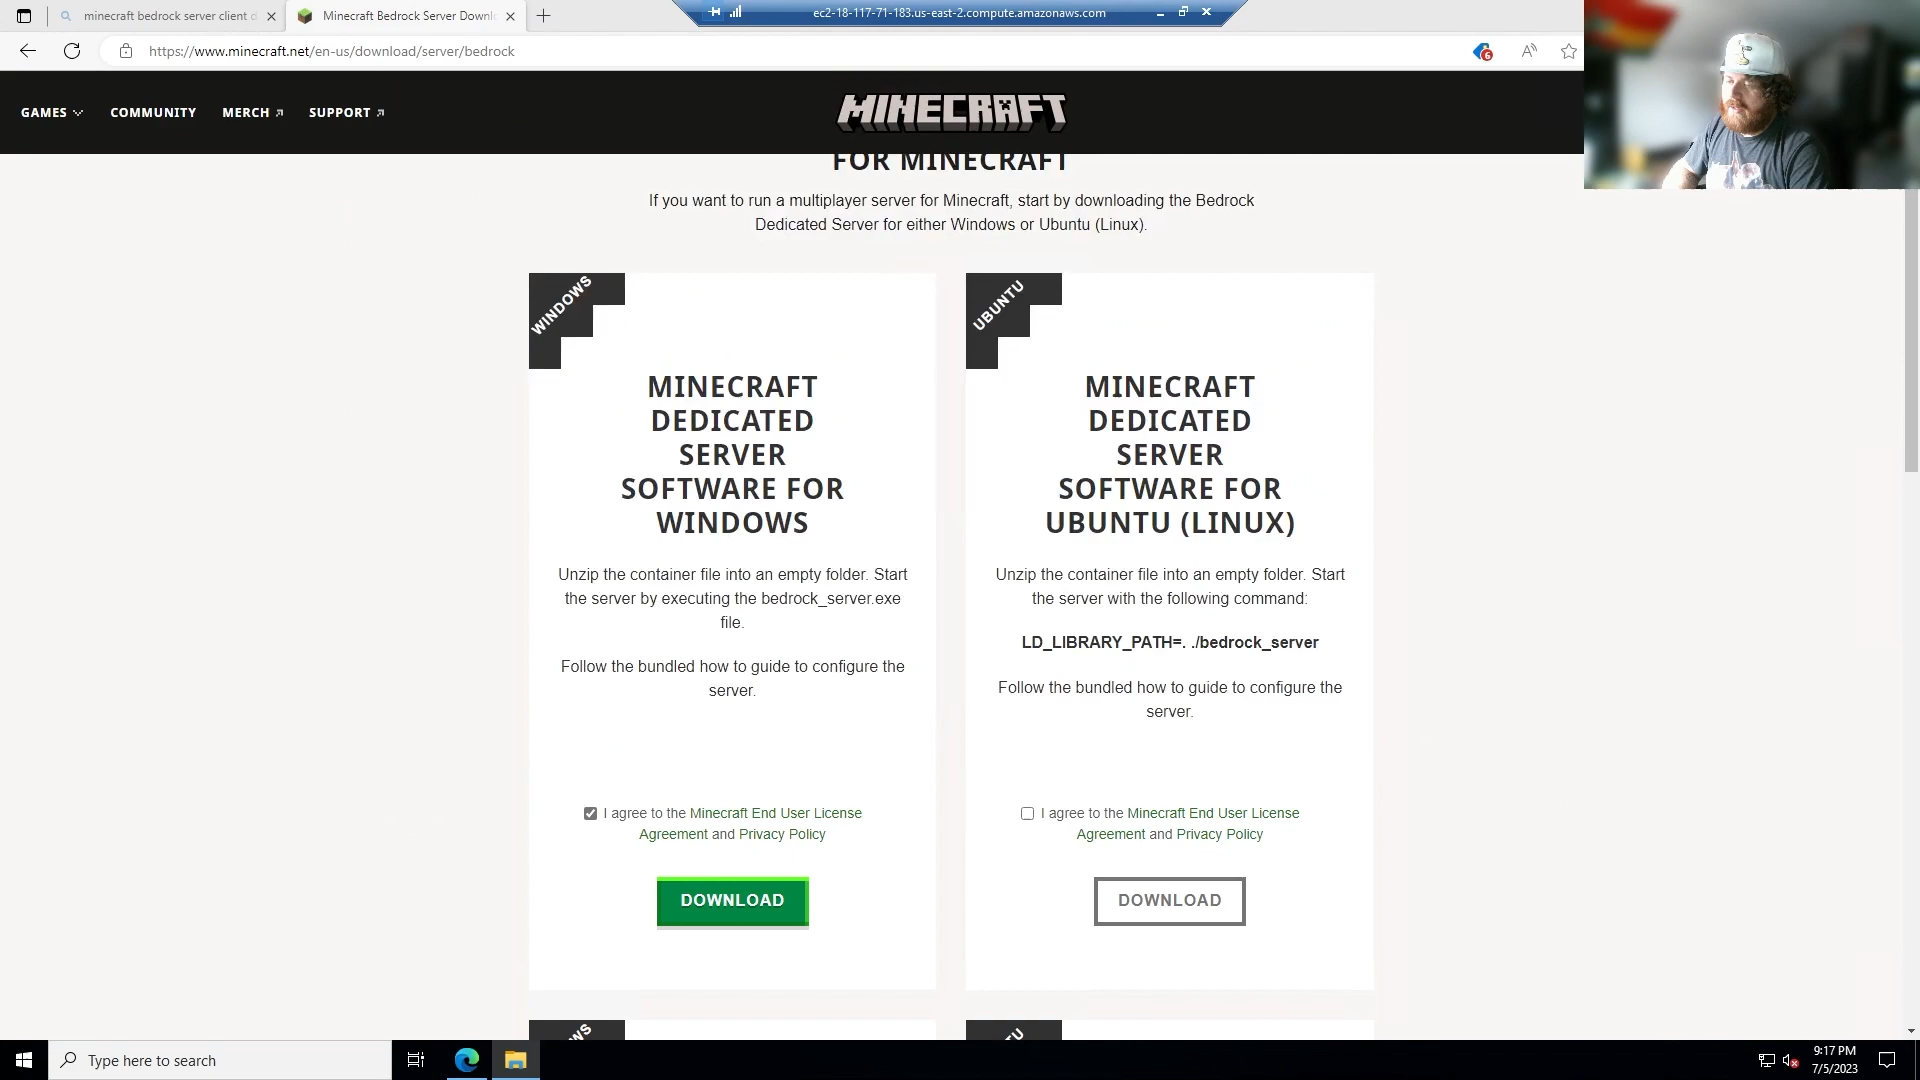 minecraft bedrock server client d
Minecraft Bedrock Server Downl
ec2-18-117-71-183.us-east-2.compute.amazonaws.com
https://www.minecraft.net/en-us/download/server/bedrock
6
GAMES
COMMUNITY
MERCH
SUPPORT
MINECRAFT
FOR MINECRAFT
If you want to run a multiplayer server for Minecraft, start by downloading the Bedrock
Dedicated Server for either Windows or Ubuntu (Linux).
WINDOWS
MINECRAFT
DEDICATED
SERVER
SOFTWARE FOR
WINDOWS
Unzip the container file into an empty folder. Start
the server by executing the bedrock_server.exe
file.
Follow the bundled how to guide to configure the
server.
I agree to the Minecraft End User License
Agreement and Privacy Policy
DOWNLOAD
UBUNTU
MINECRAFT
DEDICATED
SERVER
SOFTWARE FOR
UBUNTU (LINUX)
Unzip the container file into an empty folder. Start
the server with the following command:
LD_LIBRARY_PATH=. ./bedrock_server
Follow the bundled how to guide to configure the
server.
I agree to the Minecraft End User License
Agreement and Privacy Policy
DOWNLOAD
Type here to search
9:17 PM
7/5/2023